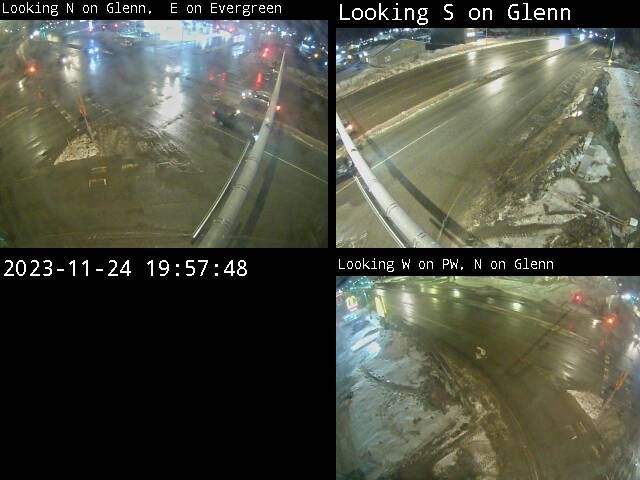 Looking N on Glenn, E on Evergreen
Looking S on Glenn
2023-11-24 19:57:48
Looking W on PW, N on Glenn